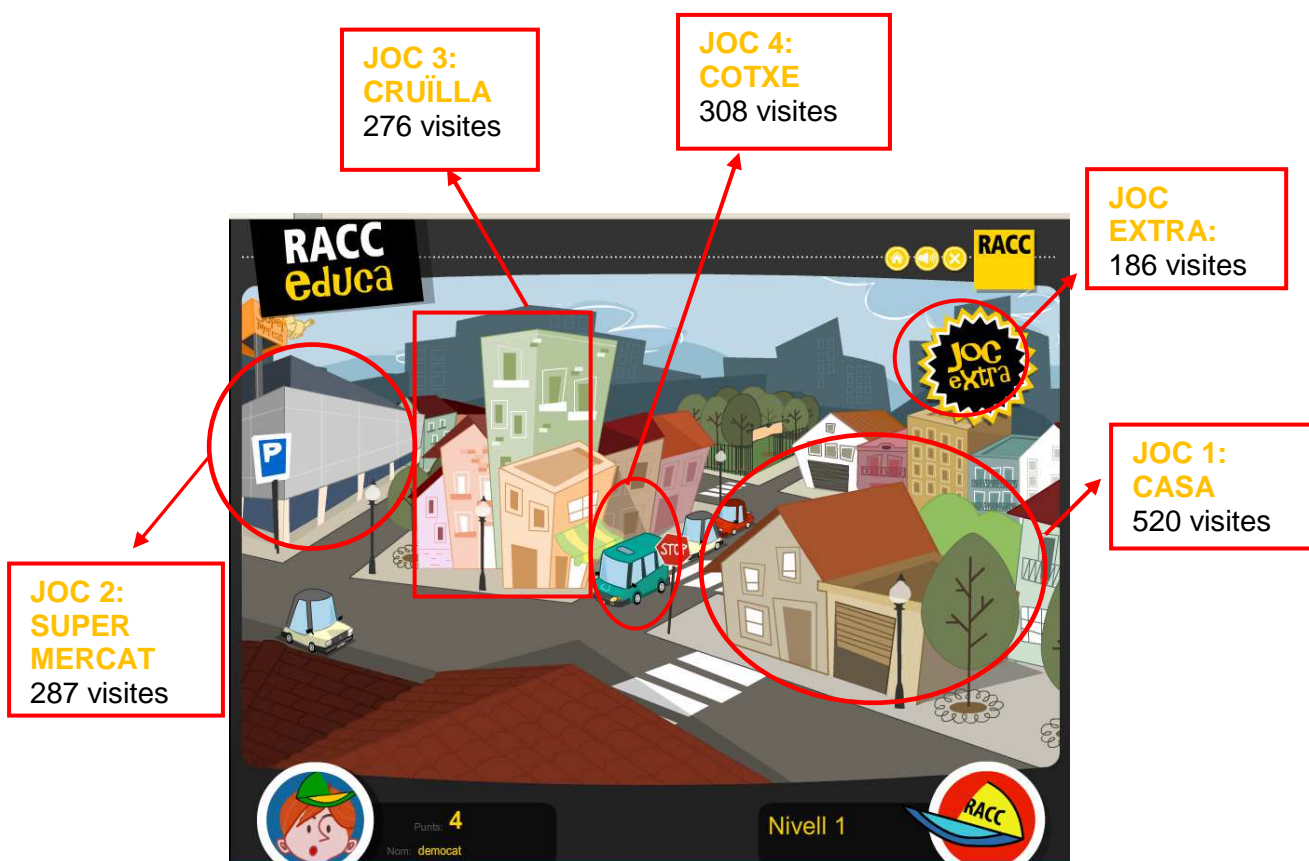 JOC 3:
CRUÏLLA
276 visites
JOC 4:
COTXE
308 visites
JOC
EXTRA:
186 visites
RACC
educa
RACC
Joc
extra
P
STOP
JOC 1:
CASA
520 visites
JOC 2:
SUPER
MERCAT
287 visites
Punts: 4
Nom: democat
Nivell 1
RACC